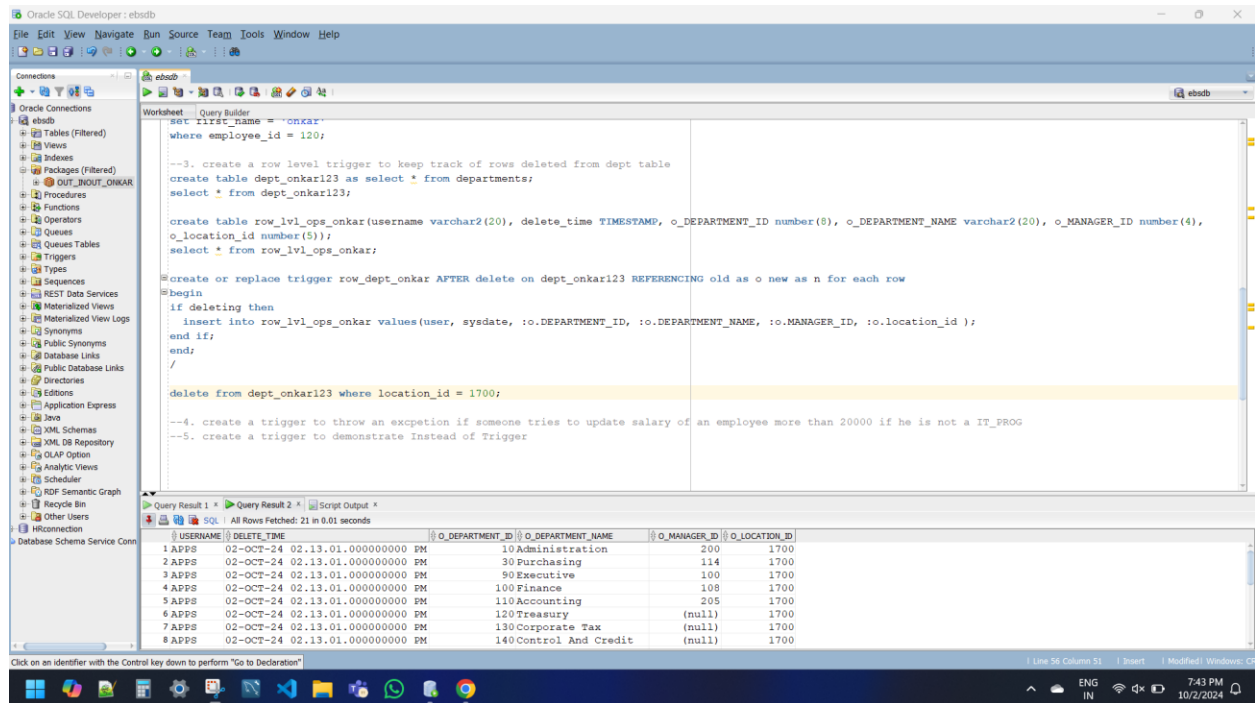 Oracle SQL Developer : ebsdb
File Edit View Navigate Run Source Team Tools Window Help
Connections
ebsdb
ebsdb
Oracle Connections
ebsdb
Tables (Filtered)
Views
Indexes
Packages (Filtered)
OUT_INOUT_ONKAR
Procedures
Functions
Operators
Queues
Queues Tables
Triggers
Types
Sequences
REST Data Services
Materialized Views
Materialized View Logs
Synonyms
Public Synonyms
Database Links
Public Database Links
Directories
Editions
Application Express
Java
XML Schemas
XML DB Repository
OLAP Option
Analytic Views
Scheduler
RDF Semantic Graph
Recycle Bin
Other Users
HRconnection
Database Schema Service Conn
Worksheet Query Builder
set first_name = 'onkar'
where employee_id = 120;
--3. create a row level trigger to keep track of rows deleted from dept table
create table dept_onkar123 as select * from departments;
select * from dept_onkar123;
create table row_lvl_ops_onkar(username varchar2(20), delete_time TIMESTAMP, o_DEPARTMENT_ID number(8), o_DEPARTMENT_NAME varchar2(20), o_MANAGER_ID number(4),
o_location_id number(5));
select * from row_lvl_ops_onkar;
create or replace trigger row_dept_onkar AFTER delete on dept_onkar123 REFERENCING old as o new as n for each row
begin
if deleting then
insert into row_lvl_ops_onkar values(user, sysdate, :o.DEPARTMENT_ID, :o.DEPARTMENT_NAME, :o.MANAGER_ID, :o.location_id );
end if;
end;
/
delete from dept_onkar123 where location_id = 1700;
--4. create a trigger to throw an excpetion if someone tries to update salary of an employee more than 20000 if he is not a IT_PROG
--5. create a trigger to demonstrate Instead of Trigger
Query Result 1 × Query Result 2 × Script Output ×
SQL | All Rows Fetched: 21 in 0.01 seconds
USERNAME DELETE_TIME O_DEPARTMENT_ID O_DEPARTMENT_NAME O_MANAGER_ID O_LOCATION_ID
1 APPS 02-OCT-24 02.13.01.000000000 PM 10 Administration 200 1700
2 APPS 02-OCT-24 02.13.01.000000000 PM 30 Purchasing 114 1700
3 APPS 02-OCT-24 02.13.01.000000000 PM 90 Executive 100 1700
4 APPS 02-OCT-24 02.13.01.000000000 PM 100 Finance 108 1700
5 APPS 02-OCT-24 02.13.01.000000000 PM 110 Accounting 205 1700
6 APPS 02-OCT-24 02.13.01.000000000 PM 120 Treasury (null) 1700
7 APPS 02-OCT-24 02.13.01.000000000 PM 130 Corporate Tax (null) 1700
8 APPS 02-OCT-24 02.13.01.000000000 PM 140 Control And Credit (null) 1700
Click on an identifier with the Control key down to perform "Go to Declaration"
Line 56 Column 51 | Insert | Modified | Windows: CR
ENG
IN
7:43 PM
10/2/2024